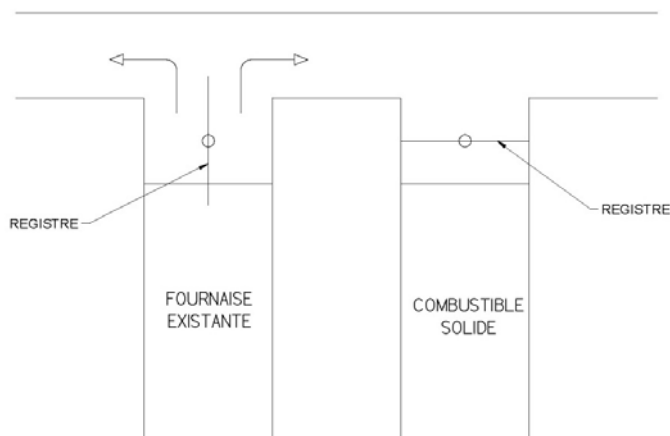 REGISTRE
REGISTRE
FOURNAISE
EXISTANTE
COMBUSTIBLE
SOLIDE